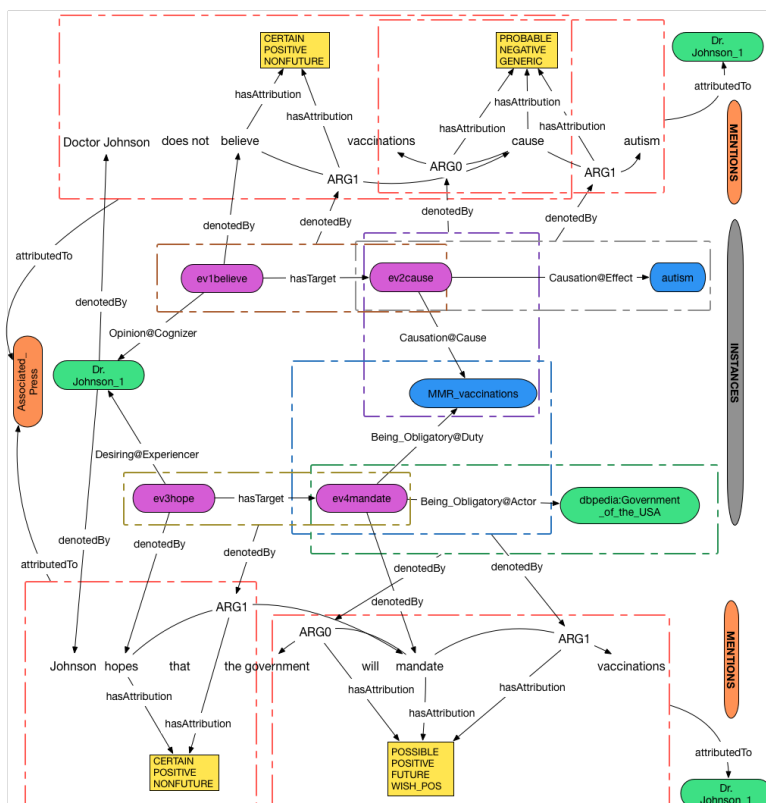 CERTAIN
POSITIVE
NONFUTURE
PROBABLE
NEGATIVE
GENERIC
Dr.
Johnson_1
attributedTo
hasAttribution
hasAttribution
hasAttribution
hasAttribution
hasAttribution
MENTIONS
Doctor Johnson does not believe vaccinations cause autism
ARG0
ARG1
ARG1
denotedBy
denotedBy
denotedBy
denotedBy
attributedTo
denotedBy
ev1believe
hasTarget
ev2cause
Causation@Effect
autism
Opinion@Cognizer
Causation@Cause
Associated_
Press
Dr.
Johnson_1
MMR_vaccinations
INSTANCES
Being_Obligatory@Duty
Desiring@Experiencer
ev3hope
hasTarget
ev4mandate
Being_Obligatory@Actor
dbpedia:Government
_of_the_USA
denotedBy
denotedBy
denotedBy
denotedBy
denotedBy
denotedBy
attributedTo
ARG1
ARG0
ARG1
MENTIONS
Johnson hopes that the government will mandate vaccinations
hasAttribution
hasAttribution
hasAttribution
hasAttribution
hasAttribution
CERTAIN
POSITIVE
NONFUTURE
POSSIBLE
POSITIVE
FUTURE
WISH_POS
attributedTo
Dr.
Johnson_1